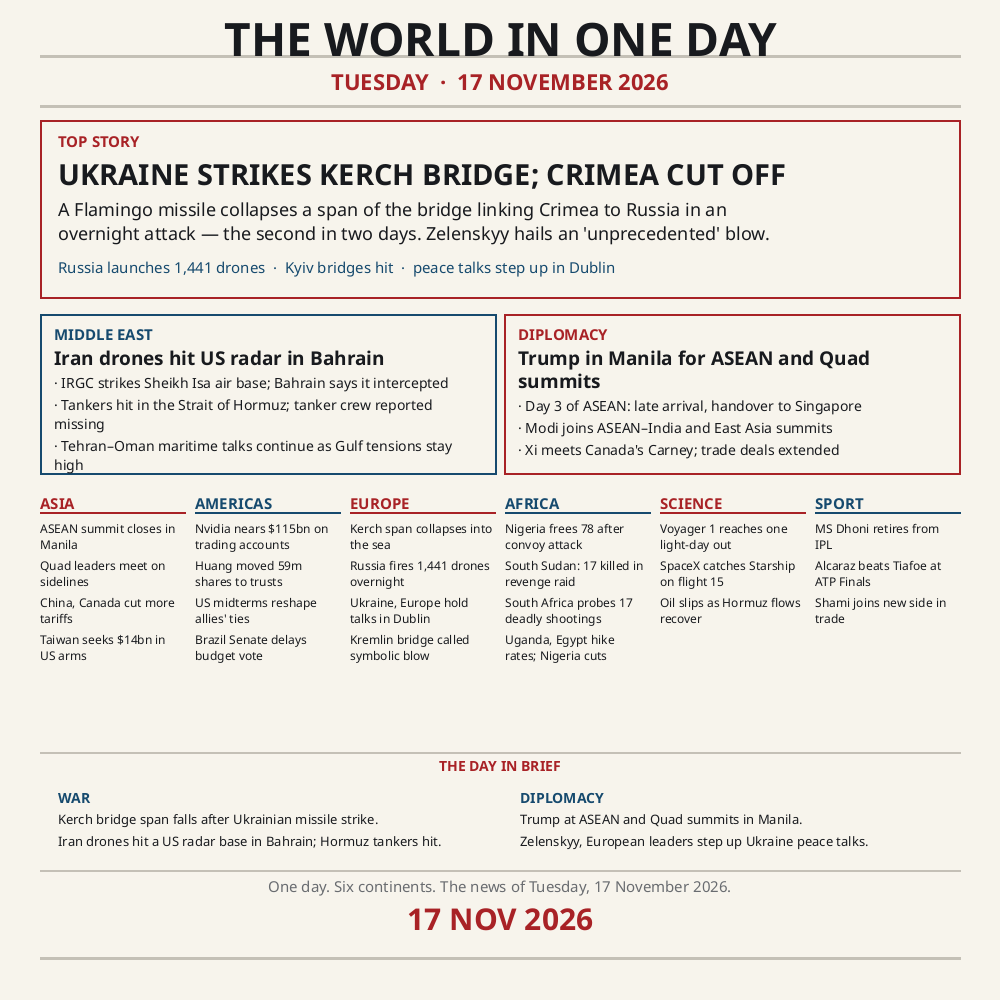 THE WORLD IN ONE DAY
TUESDAY · 17 NOVEMBER 2026
TOP STORY
UKRAINE STRIKES KERCH BRIDGE; CRIMEA CUT OFF
A Flamingo missile collapses a span of the bridge linking Crimea to Russia in an
overnight attack — the second in two days. Zelenskyy hails an 'unprecedented' blow.
Russia launches 1,441 drones · Kyiv bridges hit · peace talks step up in Dublin
MIDDLE EAST
Iran drones hit US radar in Bahrain
· IRGC strikes Sheikh Isa air base; Bahrain says it intercepted
· Tankers hit in the Strait of Hormuz; tanker crew reported
missing
· Tehran–Oman maritime talks continue as Gulf tensions stay
high
DIPLOMACY
Trump in Manila for ASEAN and Quad
summits
· Day 3 of ASEAN: late arrival, handover to Singapore
· Modi joins ASEAN–India and East Asia summits
· Xi meets Canada's Carney; trade deals extended
ASIA
ASEAN summit closes in
Manila
Quad leaders meet on
sidelines
China, Canada cut more
tariffs
Taiwan seeks $14bn in
US arms
AMERICAS
Nvidia nears $115bn on
trading accounts
Huang moved 59m
shares to trusts
US midterms reshape
allies' ties
Brazil Senate delays
budget vote
EUROPE
Kerch span collapses into
the sea
Russia fires 1,441 drones
overnight
Ukraine, Europe hold
talks in Dublin
Kremlin bridge called
symbolic blow
AFRICA
Nigeria frees 78 after
convoy attack
South Sudan: 17 killed in
revenge raid
South Africa probes 17
deadly shootings
Uganda, Egypt hike
rates; Nigeria cuts
SCIENCE
Voyager 1 reaches one
light-day out
SpaceX catches Starship
on flight 15
Oil slips as Hormuz flows
recover
SPORT
MS Dhoni retires from
IPL
Alcaraz beats Tiafoe at
ATP Finals
Shami joins new side in
trade
THE DAY IN BRIEF
WAR
Kerch bridge span falls after Ukrainian missile strike.
Iran drones hit a US radar base in Bahrain; Hormuz tankers hit.
DIPLOMACY
Trump at ASEAN and Quad summits in Manila.
Zelenskyy, European leaders step up Ukraine peace talks.
One day. Six continents. The news of Tuesday, 17 November 2026.
17 NOV 2026